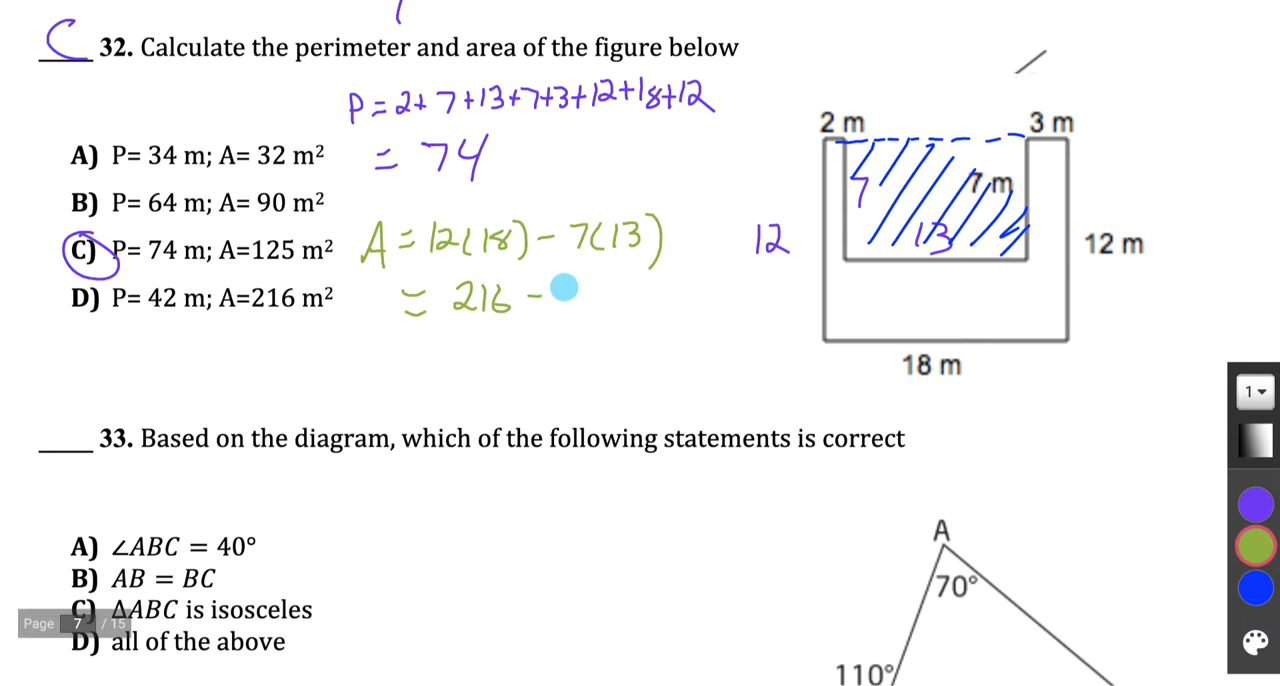 C 32. Calculate the perimeter and area of the figure below
P = 2 + 7 + 13 + 7 + 3 + 12 + 18 + 12
= 74
A) P= 34 m; A= 32 m²
B) P= 64 m; A= 90 m²
C) P= 74 m; A=125 m²
D) P= 42 m; A=216 m²
A = 12(18) - 7(13)
= 216 -
2 m
3 m
7
7 m
13
12
12 m
18 m
____ 33. Based on the diagram, which of the following statements is correct
A) ∠ABC = 40°
B) AB = BC
C) ΔABC is isosceles
D) all of the above
A
70°
110°
Page 7 / 15
1